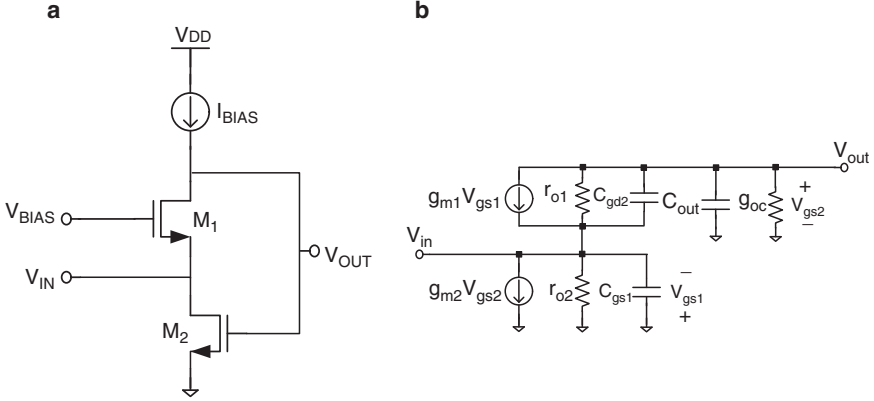 a
VDD
IBIAS
VBIAS
M1
VIN
VOUT
M2
b
Vout
gm1Vgs1
ro1
Cgd2
Cout
goc
+
Vgs2
–
Vin
gm2Vgs2
ro2
Cgs1
–
Vgs1
+